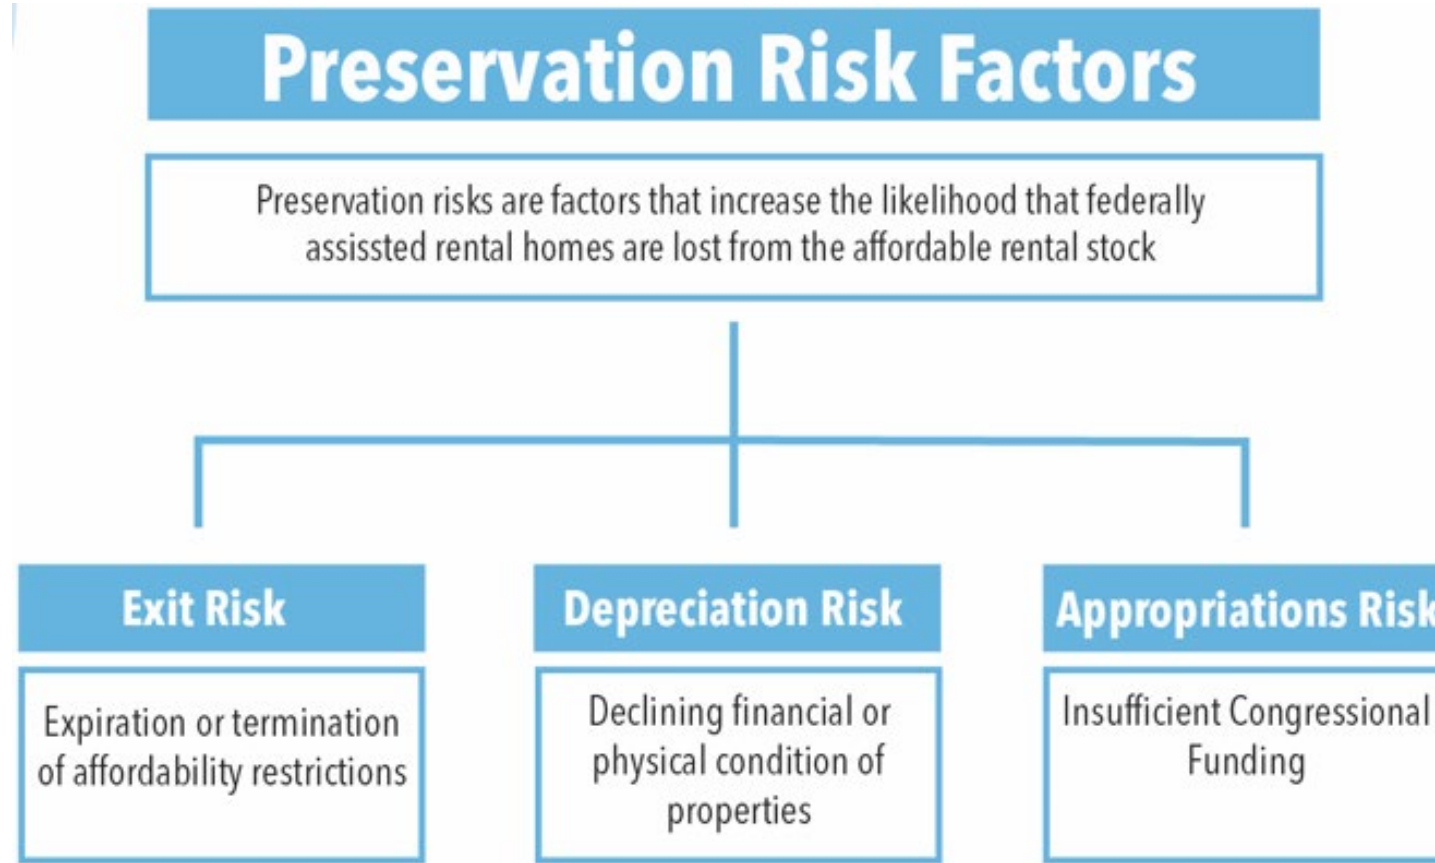 Preservation Risk Factors
Preservation risks are factors that increase the likelihood that federally
assissted rental homes are lost from the affordable rental stock
Exit Risk
Expiration or termination
of affordability restrictions
Depreciation Risk
Declining financial or
physical condition of
properties
Appropriations Risk
Insufficient Congressional
Funding